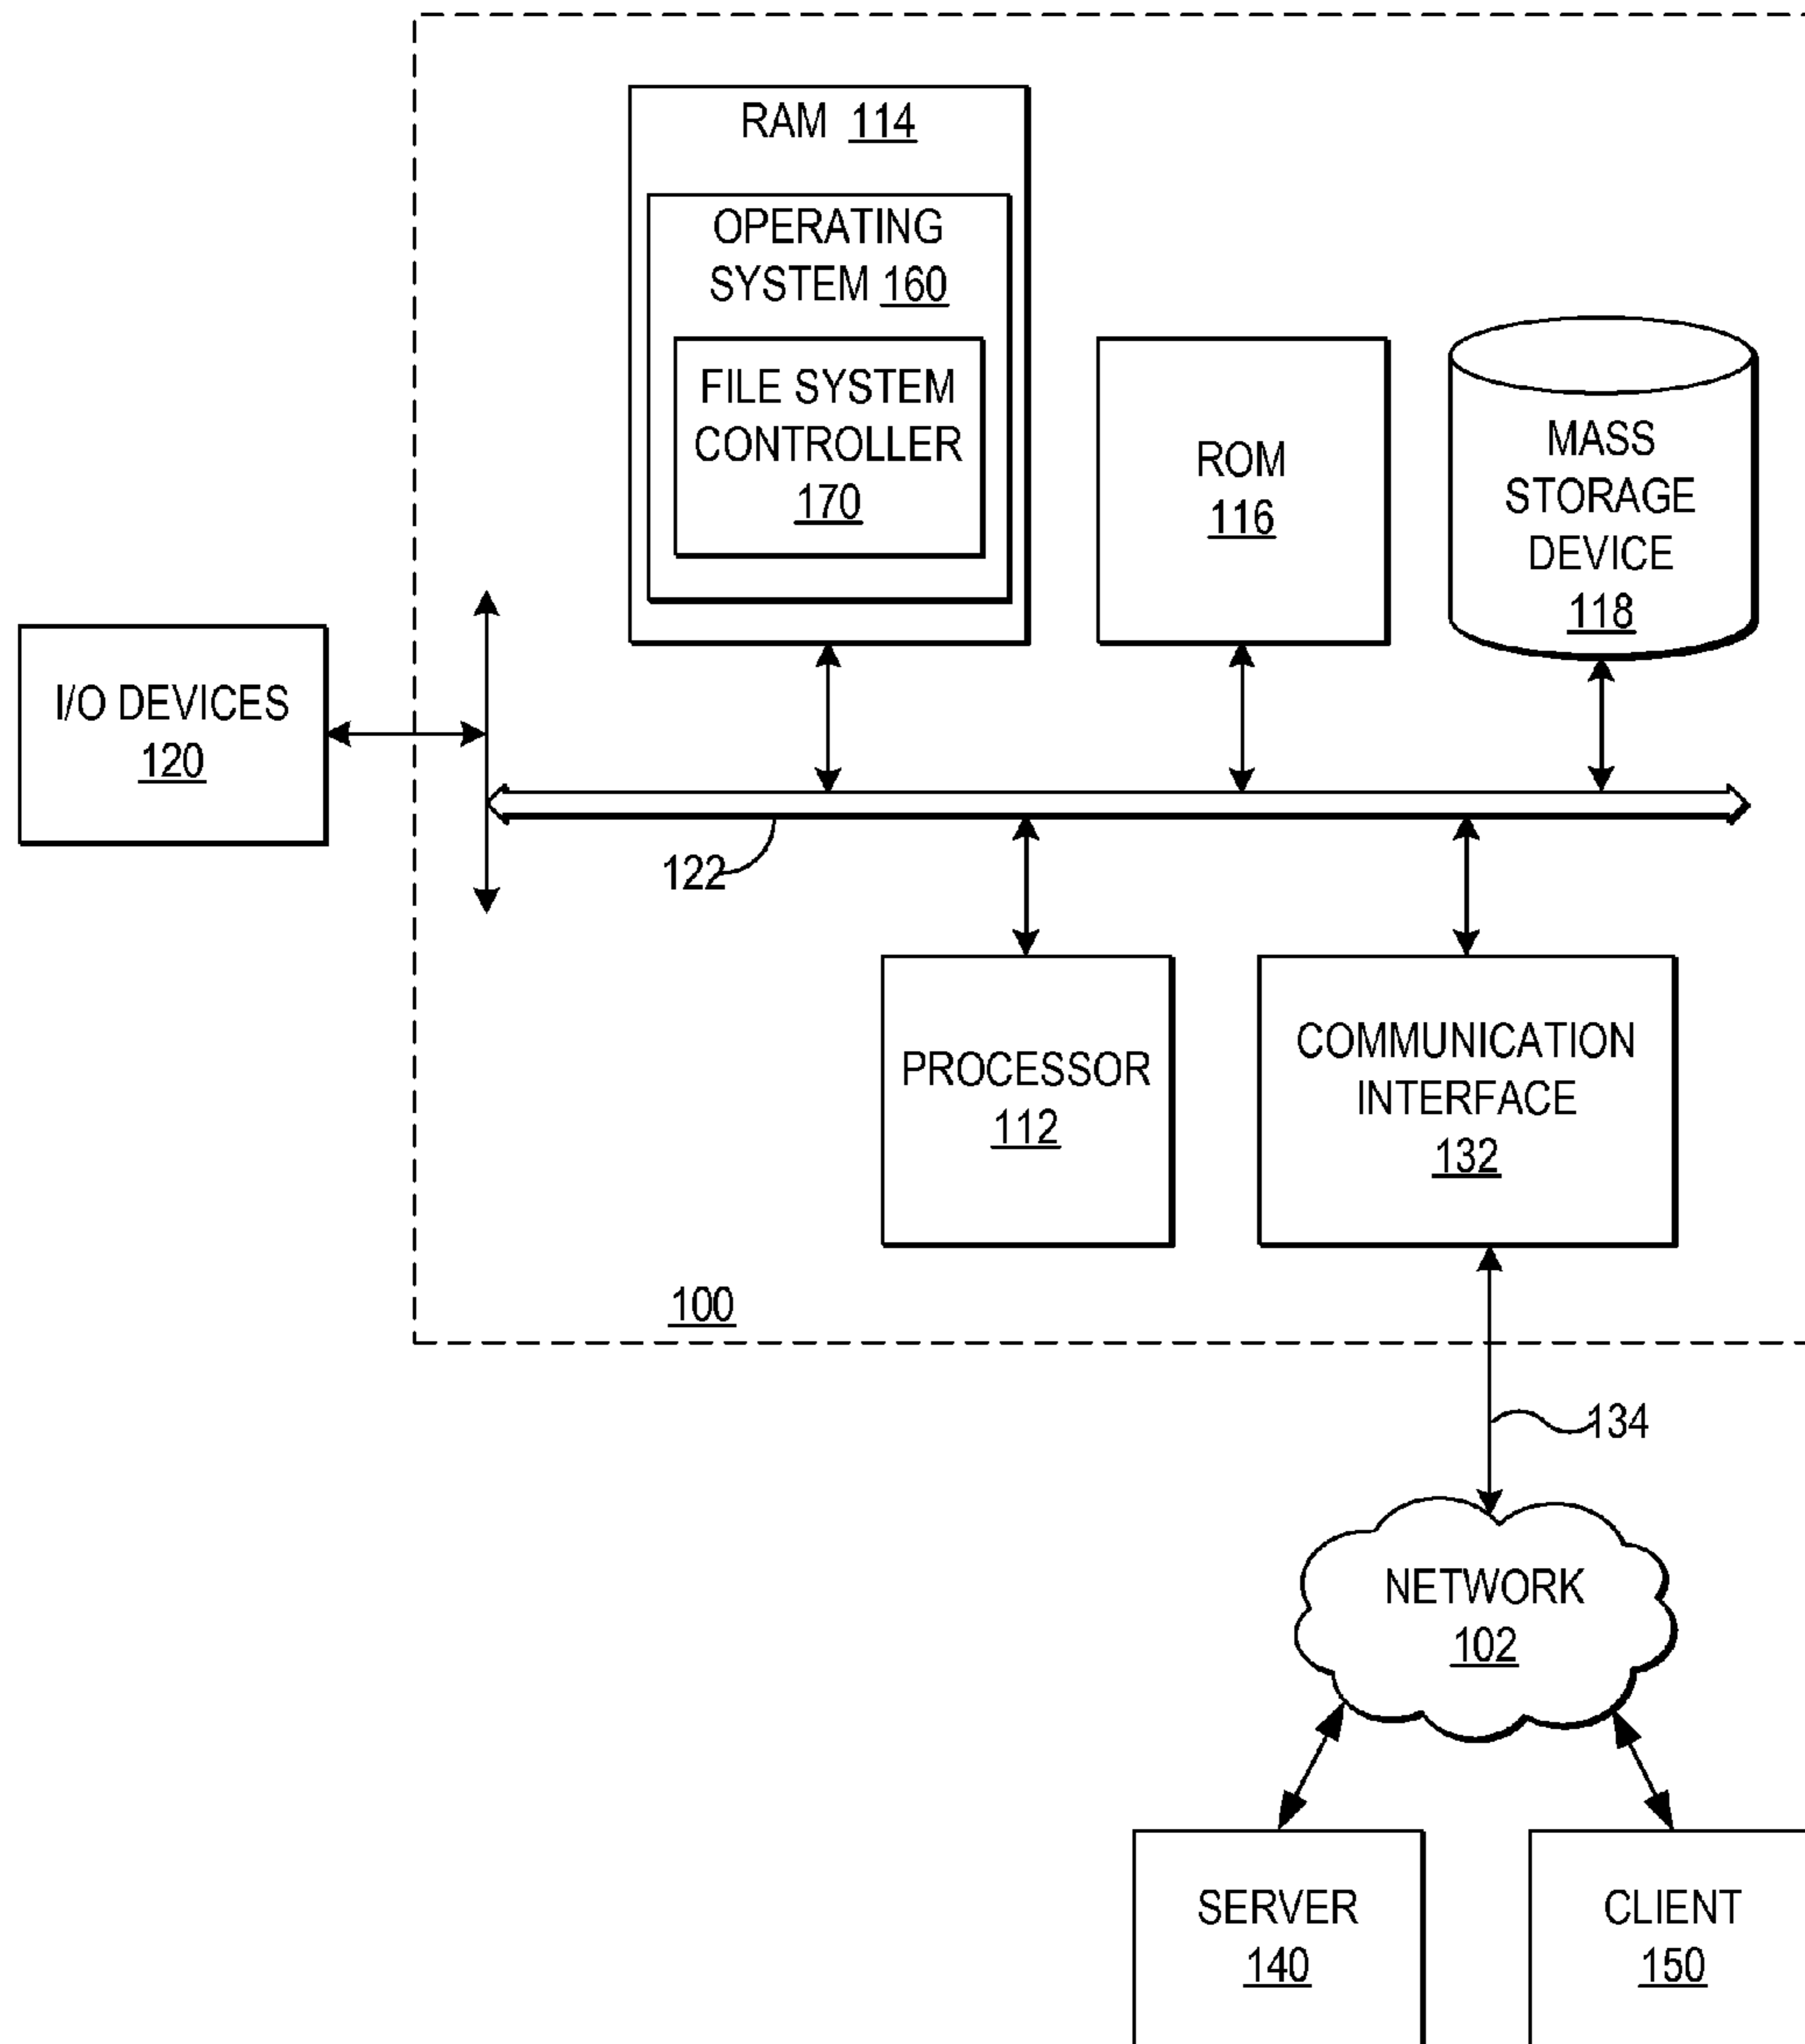 RAM 114
OPERATING
SYSTEM 160
FILE SYSTEM
CONTROLLER
170
ROM
116
MASS
STORAGE
DEVICE
118
I/O DEVICES
120
122
PROCESSOR
112
COMMUNICATION
INTERFACE
132
100
134
NETWORK
102
SERVER
140
CLIENT
150